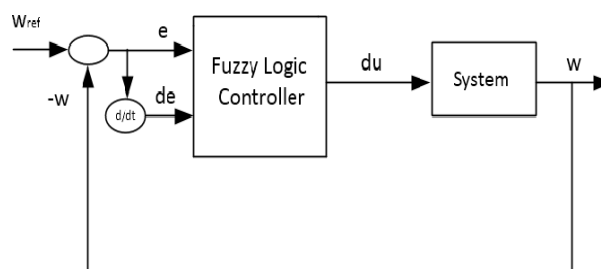 Wref
e
Fuzzy Logic
Controller
du
System
w
-w
d/dt
de